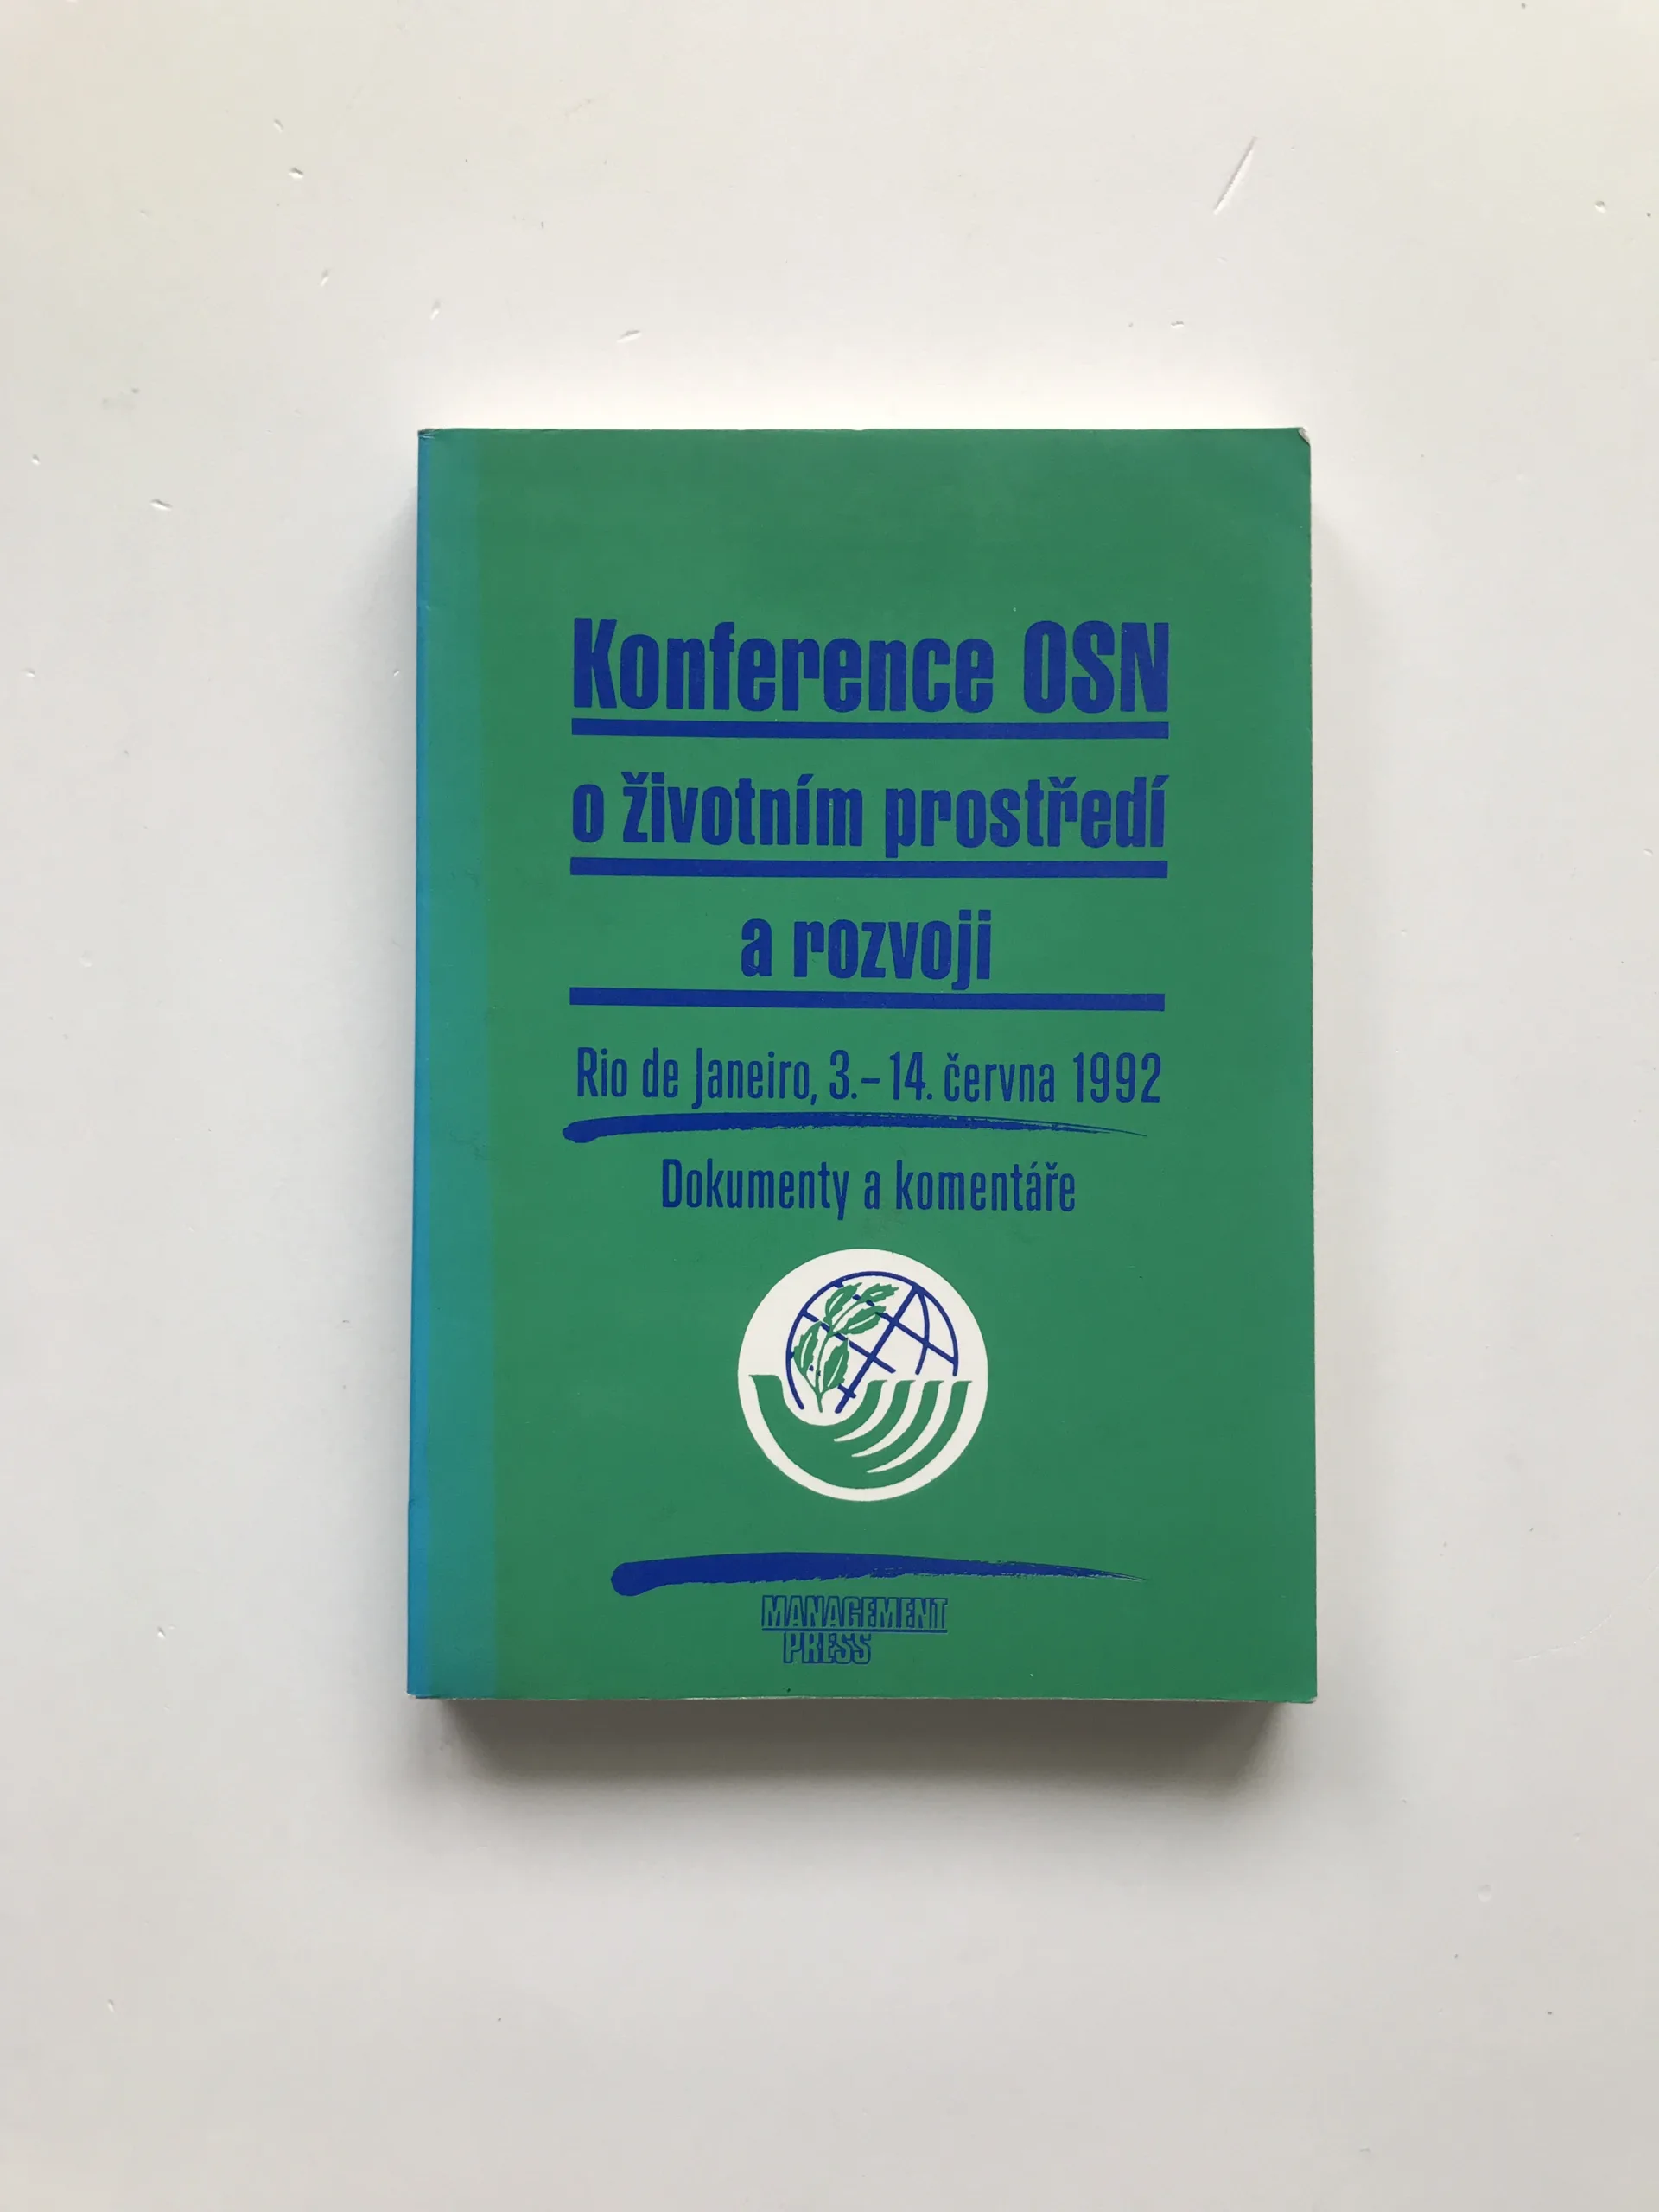 Konference OSN
o životním prostředí
a rozvoji
Rio de Janeiro, 3.–14. června 1992
Dokumenty a komentáře
MANAGEMENT
PRESS